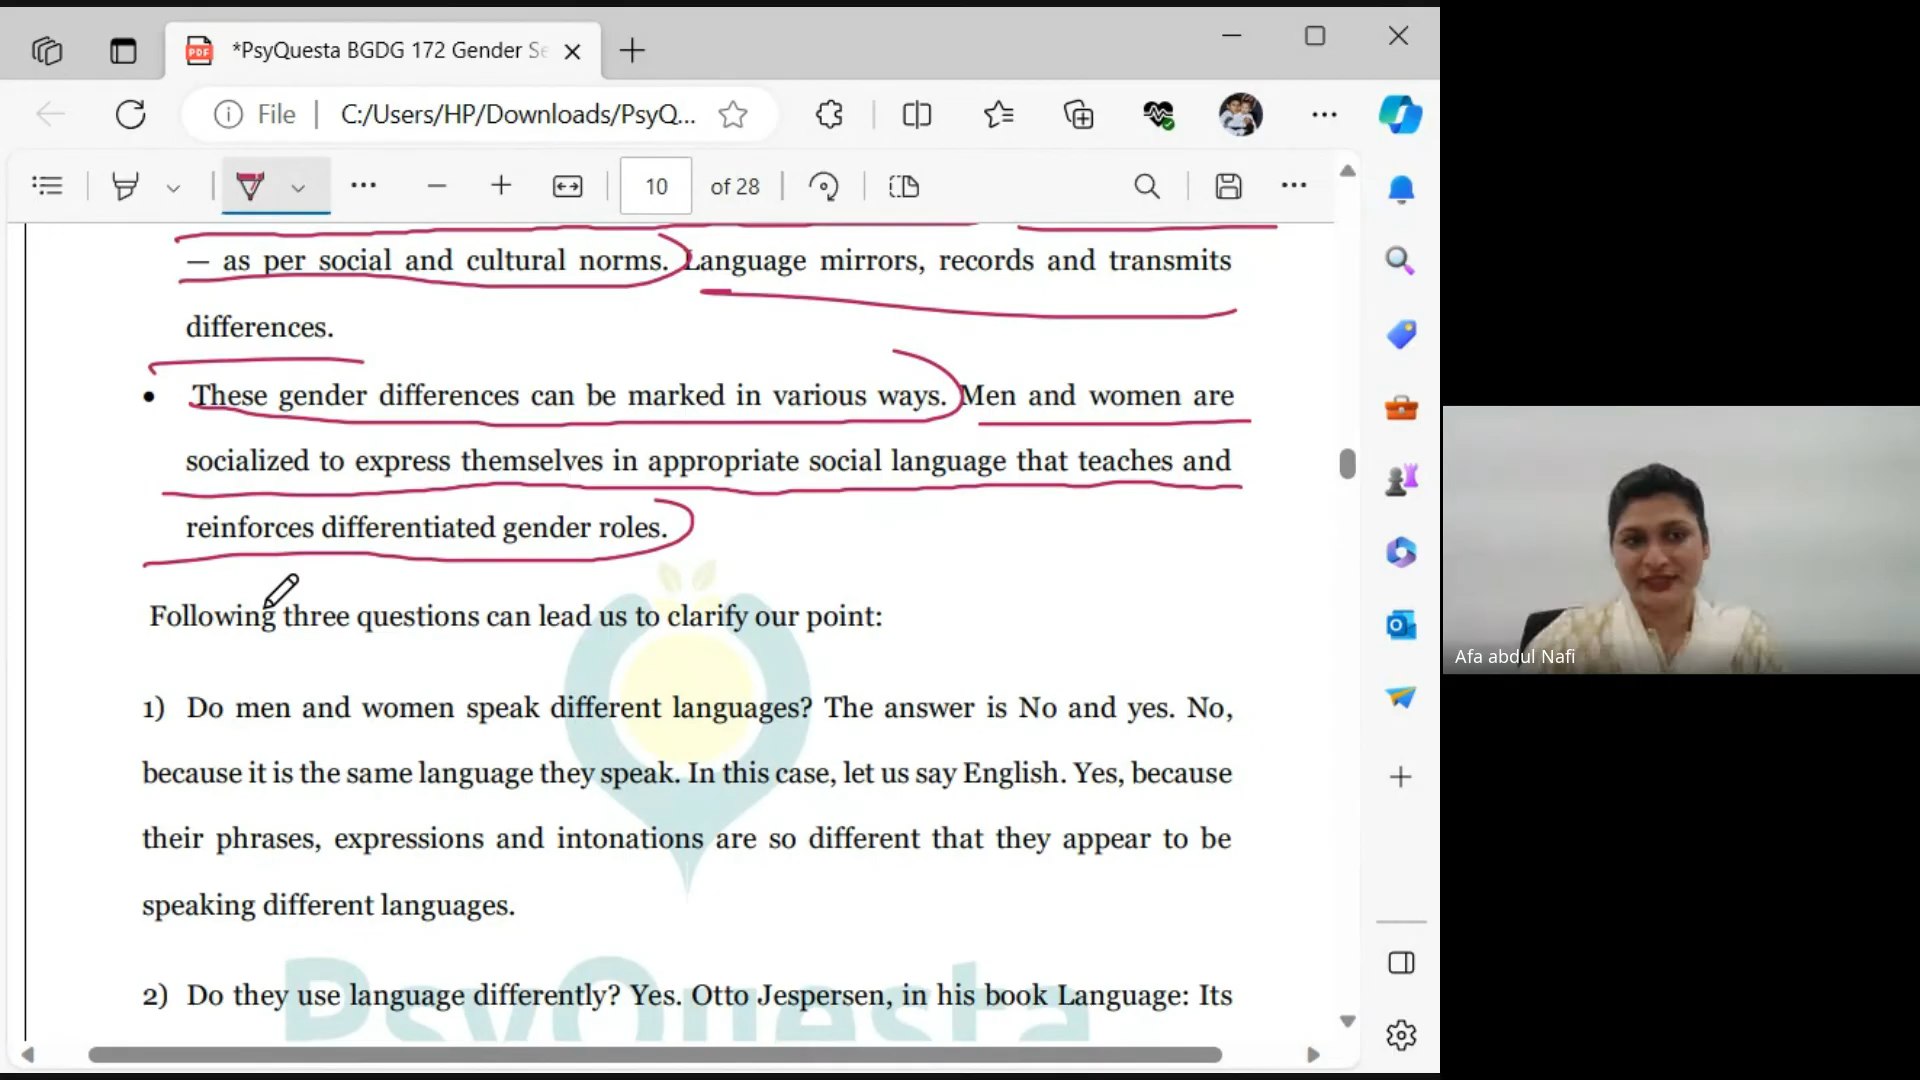 *PsyQuesta BGDG 172 Gender Se
File
C:/Users/HP/Downloads/PsyQ...
10 of 28
— as per social and cultural norms. Language mirrors, records and transmits
differences.
• These gender differences can be marked in various ways. Men and women are
socialized to express themselves in appropriate social language that teaches and
reinforces differentiated gender roles.
Following three questions can lead us to clarify our point:
1) Do men and women speak different languages? The answer is No and yes. No,
because it is the same language they speak. In this case, let us say English. Yes, because
their phrases, expressions and intonations are so different that they appear to be
speaking different languages.
2) Do they use language differently? Yes. Otto Jespersen, in his book Language: Its
PsyQuesta
Afa abdul Nafi